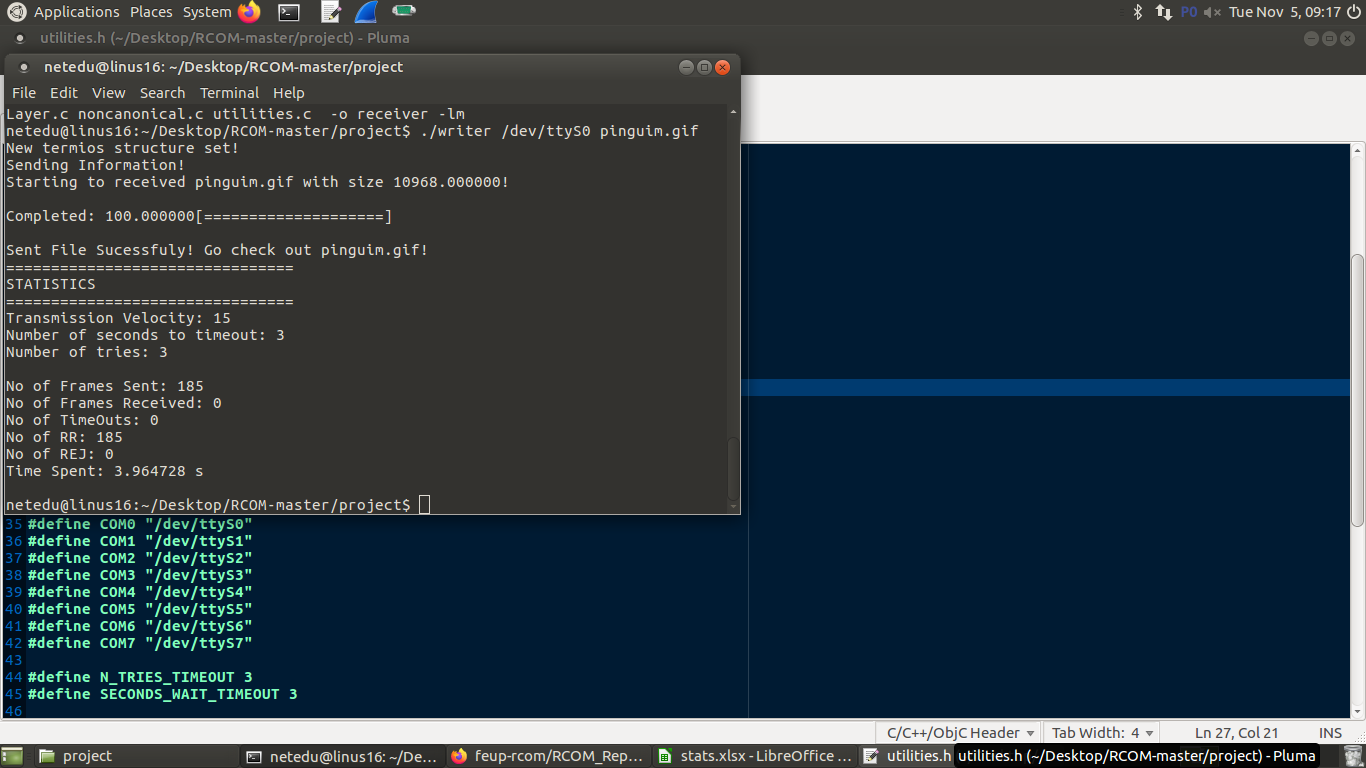 Applications Places System P0 Tue Nov 5, 09:17
utilities.h (~/Desktop/RCOM-master/project) - Pluma
netedu@linus16: ~/Desktop/RCOM-master/project
File Edit View Search Terminal Help
Layer.c noncanonical.c utilities.c  -o receiver -lm
netedu@linus16:~/Desktop/RCOM-master/project$ ./writer /dev/ttyS0 pinguim.gif
New termios structure set!
Sending Information!
Starting to received pinguim.gif with size 10968.000000!
Completed: 100.000000[====================]
Sent File Sucessfuly! Go check out pinguim.gif!
================================
STATISTICS
================================
Transmission Velocity: 15
Number of seconds to timeout: 3
Number of tries: 3
No of Frames Sent: 185
No of Frames Received: 0
No of TimeOuts: 0
No of RR: 185
No of REJ: 0
Time Spent: 3.964728 s
netedu@linus16:~/Desktop/RCOM-master/project$
35 #define COM0 "/dev/ttyS0"
36 #define COM1 "/dev/ttyS1"
37 #define COM2 "/dev/ttyS2"
38 #define COM3 "/dev/ttyS3"
39 #define COM4 "/dev/ttyS4"
40 #define COM5 "/dev/ttyS5"
41 #define COM6 "/dev/ttyS6"
42 #define COM7 "/dev/ttyS7"
43
44 #define N_TRIES_TIMEOUT 3
45 #define SECONDS_WAIT_TIMEOUT 3
46
C/C++/ObjC Header Tab Width: 4 Ln 27, Col 21 INS
project netedu@linus16: ~/De... feup-rcom/RCOM_Rep... stats.xlsx - LibreOffice ... utilities.h utilities.h (~/Desktop/RCOM-master/project) - Pluma